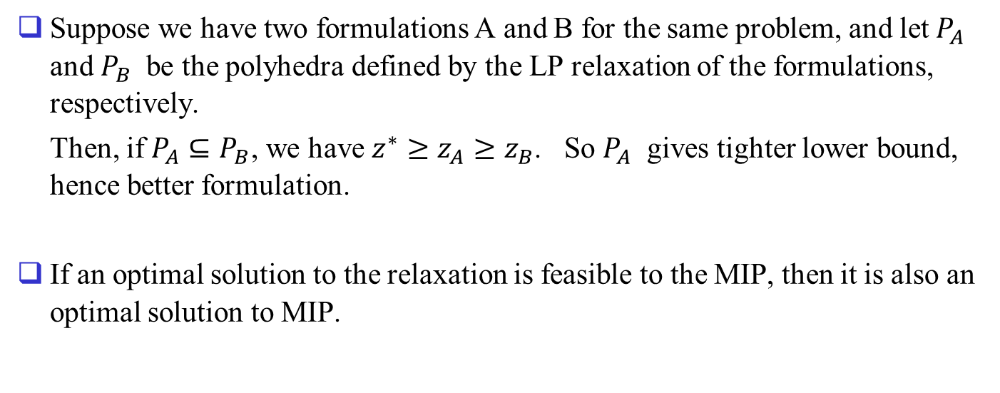 ❑ Suppose we have two formulations A and B for the same problem, and let P_A
and P_B be the polyhedra defined by the LP relaxation of the formulations,
respectively.
Then, if P_A ⊆ P_B, we have z* ≥ z_A ≥ z_B. So P_A gives tighter lower bound,
hence better formulation.
❑ If an optimal solution to the relaxation is feasible to the MIP, then it is also an
optimal solution to MIP.